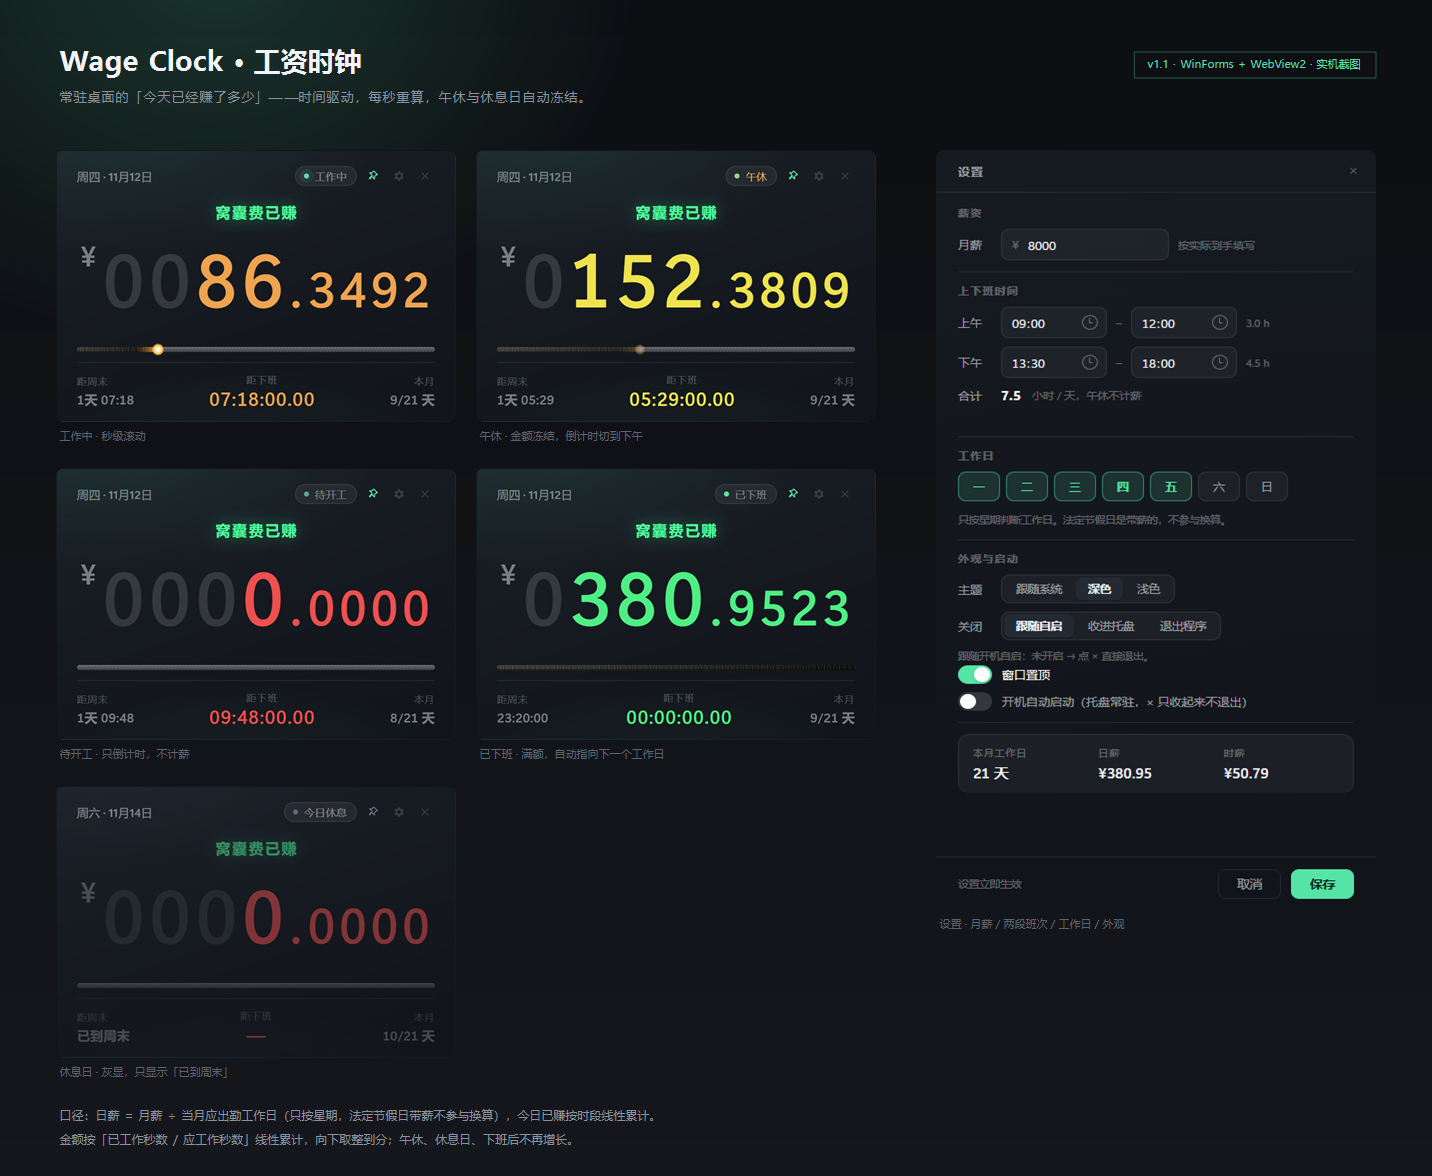 Wage Clock • 工资时钟
v1.1 · WinForms + WebView2 · 实机截图
常驻桌面的「今天已经赚了多少」——时间驱动，每秒重算，午休与休息日自动冻结。
周四 · 11月12日
工作中
窝囊费已赚
¥0086.3492
距周末
距下班
本月
1天 07:18
07:18:00.00
9/21 天
工作中 · 秒级滚动
周四 · 11月12日
午休
窝囊费已赚
¥0152.3809
距周末
距下班
本月
1天 05:29
05:29:00.00
9/21 天
午休 · 金额冻结，倒计时切到下午
周四 · 11月12日
待开工
窝囊费已赚
¥0000.0000
距周末
距下班
本月
1天 09:48
09:48:00.00
8/21 天
待开工 · 只倒计时，不计薪
周四 · 11月12日
已下班
窝囊费已赚
¥0380.9523
距周末
距下班
本月
23:20:00
00:00:00.00
9/21 天
已下班 · 满额，自动指向下一个工作日
周六 · 11月14日
今日休息
窝囊费已赚
¥0000.0000
距周末
距下班
本月
已到周末
—
10/21 天
休息日 · 灰显，只显示「已到周末」
设置
×
薪资
月薪 ¥ 8000 按实际到手填写
上下班时间
上午 09:00 – 12:00 3.0 h
下午 13:30 – 18:00 4.5 h
合计 7.5 小时 / 天，午休不计薪
工作日
一 二 三 四 五 六 日
只按星期判断工作日。法定节假日是带薪的，不参与换算。
外观与启动
主题 跟随系统 深色 浅色
关闭 跟随自启 收进托盘 退出程序
跟随开机自启：未开启 → 点 × 直接退出。
窗口置顶
开机自动启动（托盘常驻，× 只收起来不退出）
本月工作日 日薪 时薪
21 天 ¥380.95 ¥50.79
设置立即生效 取消 保存
设置 · 月薪 / 两段班次 / 工作日 / 外观
口径：日薪 = 月薪 ÷ 当月应出勤工作日（只按星期，法定节假日带薪不参与换算），今日已赚按时段线性累计。
金额按「已工作秒数 / 应工作秒数」线性累计，向下取整到分；午休、休息日、下班后不再增长。